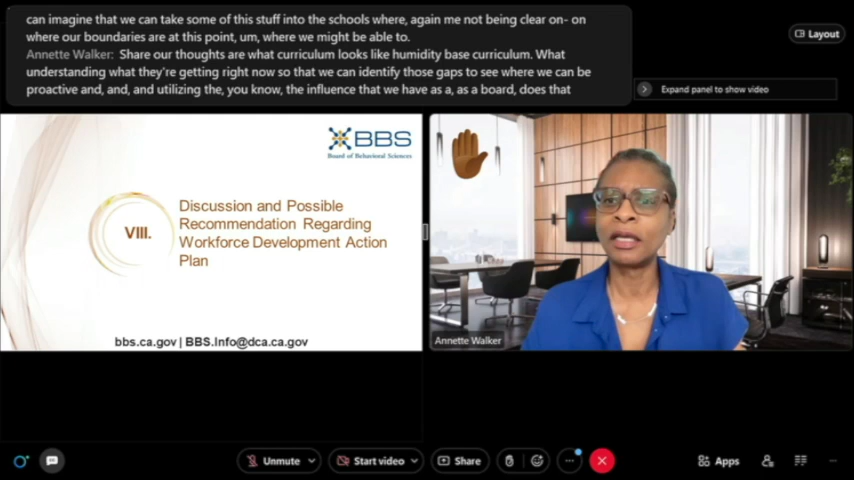 can imagine that we can take some of this stuff into the schools where, again me not being clear on- on
where our boundaries are at this point, um, where we might be able to.
Annette Walker: Share our thoughts are what curriculum looks like humidity base curriculum. What
understanding what they're getting right now so that we can identify those gaps to see where we can be
proactive and, and, and utilizing the, you know, the influence that we have as a, as a board, does that
Layout
Expand panel to show video
BBS
Board of Behavioral Sciences
VIII.
Discussion and Possible
Recommendation Regarding
Workforce Development Action
Plan
bbs.ca.gov | BBS.Info@dca.ca.gov
Annette Walker
Unmute
Start video
Share
Apps